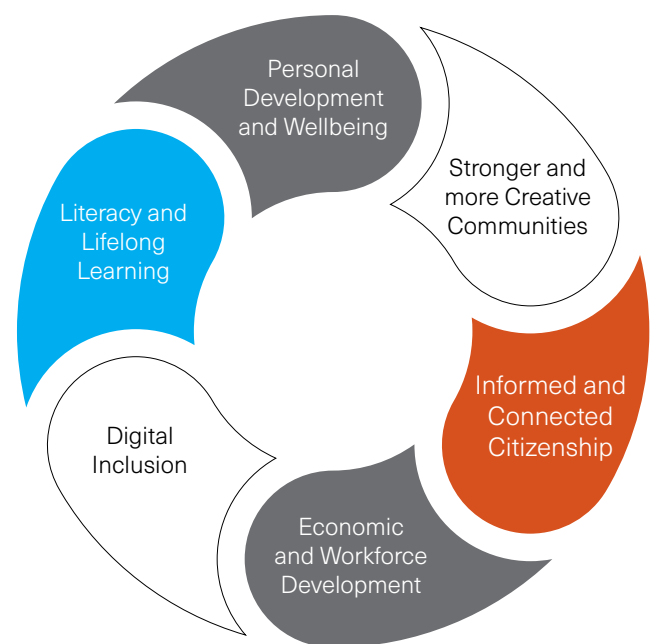 Personal
Development
and Wellbeing
Stronger and
more Creative
Communities
Informed and
Connected
Citizenship
Economic
and Workforce
Development
Digital
Inclusion
Literacy and
Lifelong
Learning